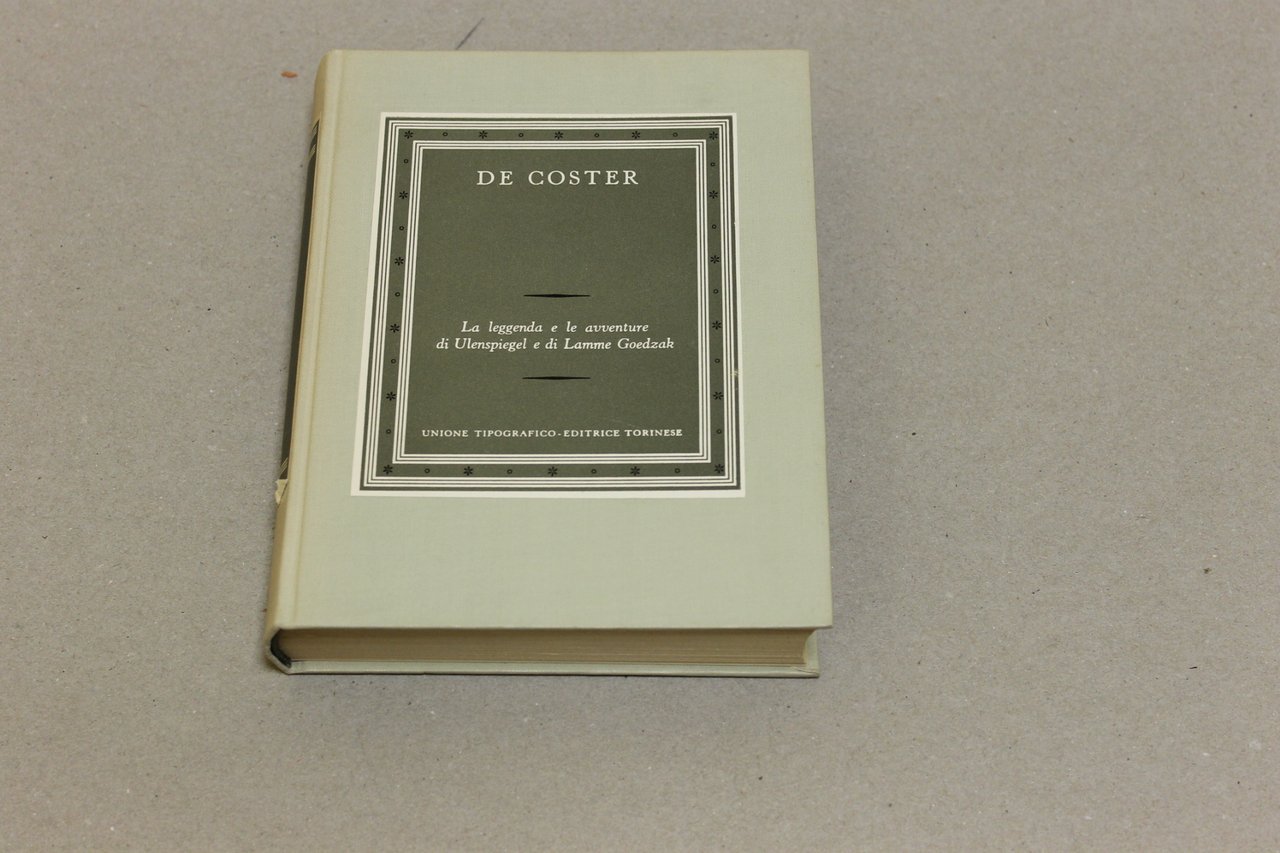 DE COSTER
La leggenda e le avventure
di Ulenspiegel e di Lamme Goedzak
UNIONE TIPOGRAFICO-EDITRICE TORINESE